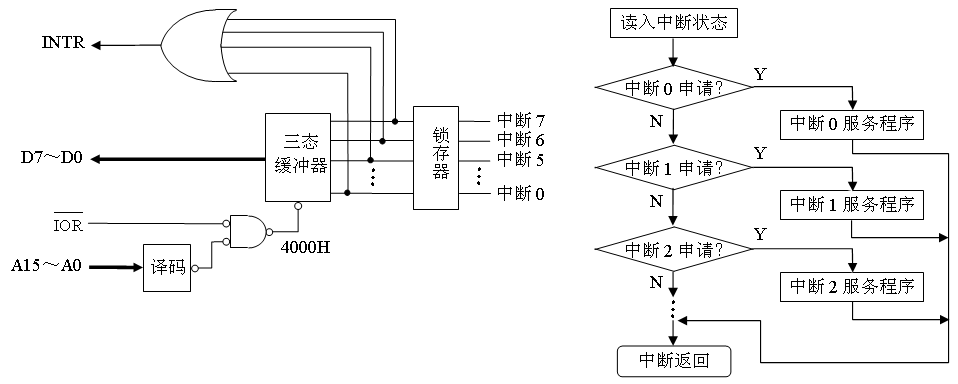 INTR
D7～D0
IOR
A15～A0
译码
4000H
三态
缓冲器
锁
存
器
中断7
中断6
中断5
中断0
读入中断状态
中断0申请?
Y
N
中断0服务程序
中断1申请?
Y
N
中断1服务程序
中断2申请?
Y
N
中断2服务程序
中断返回